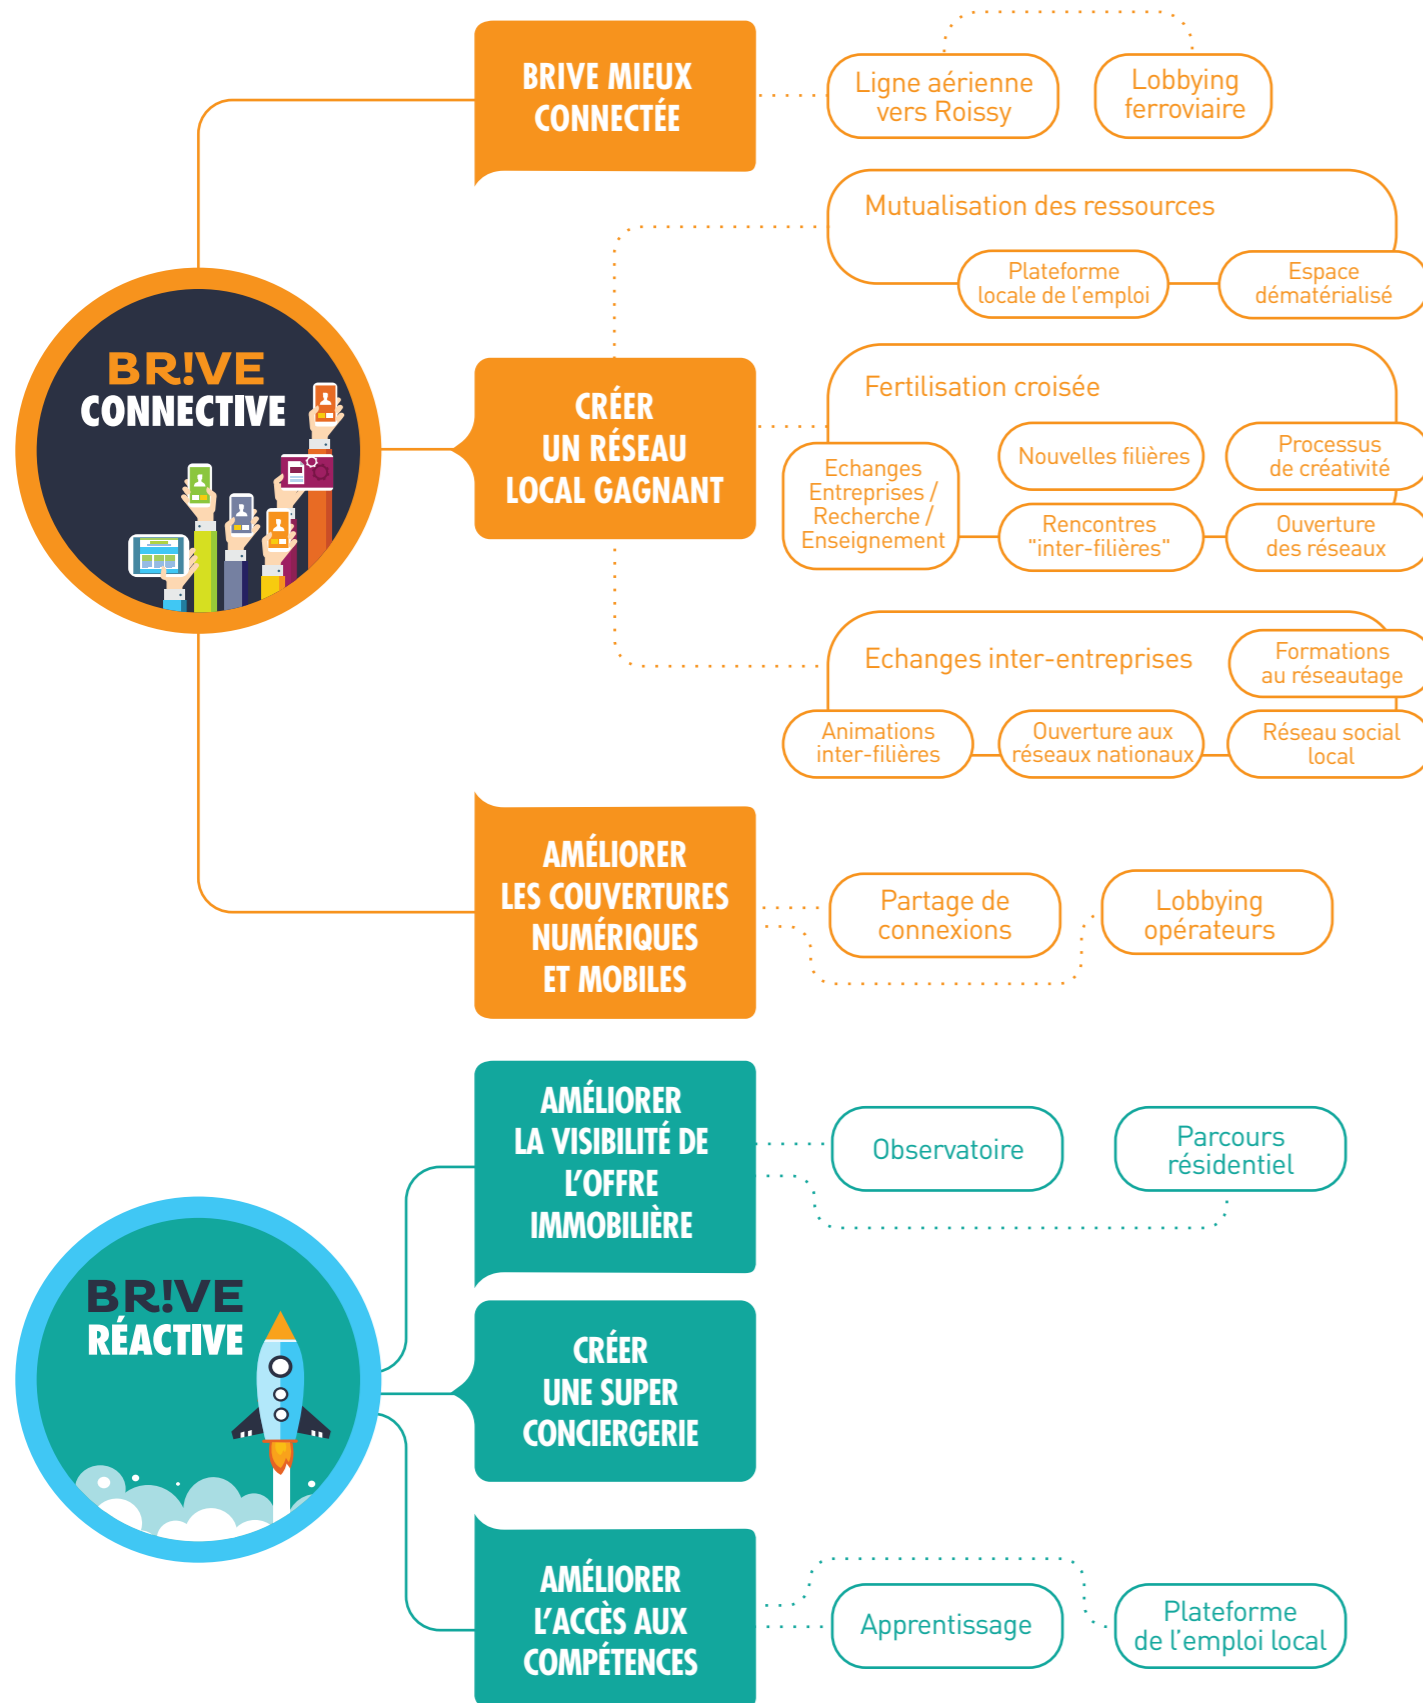 BRIVE MIEUX
CONNECTÉE
Ligne aérienne
vers Roissy
Lobbying
ferroviaire
Mutualisation des ressources
Plateforme
locale de l'emploi
Espace
dématérialisé
BR!VE
CONNECTIVE
CRÉER
UN RÉSEAU
LOCAL GAGNANT
Fertilisation croisée
Echanges
Entreprises /
Recherche /
Enseignement
Nouvelles filières
Processus
de créativité
Rencontres
"inter-filières"
Ouverture
des réseaux
Echanges inter-entreprises
Formations
au réseautage
Animations
inter-filières
Ouverture aux
réseaux nationaux
Réseau social
local
AMÉLIORER
LES COUVERTURES
NUMÉRIQUES
ET MOBILES
Partage de
connexions
Lobbying
opérateurs
BR!VE
RÉACTIVE
AMÉLIORER
LA VISIBILITÉ DE
L'OFFRE
IMMOBILIÈRE
Observatoire
Parcours
résidentiel
CRÉER
UNE SUPER
CONCIERGERIE
AMÉLIORER
L'ACCÈS AUX
COMPÉTENCES
Apprentissage
Plateforme
de l'emploi local